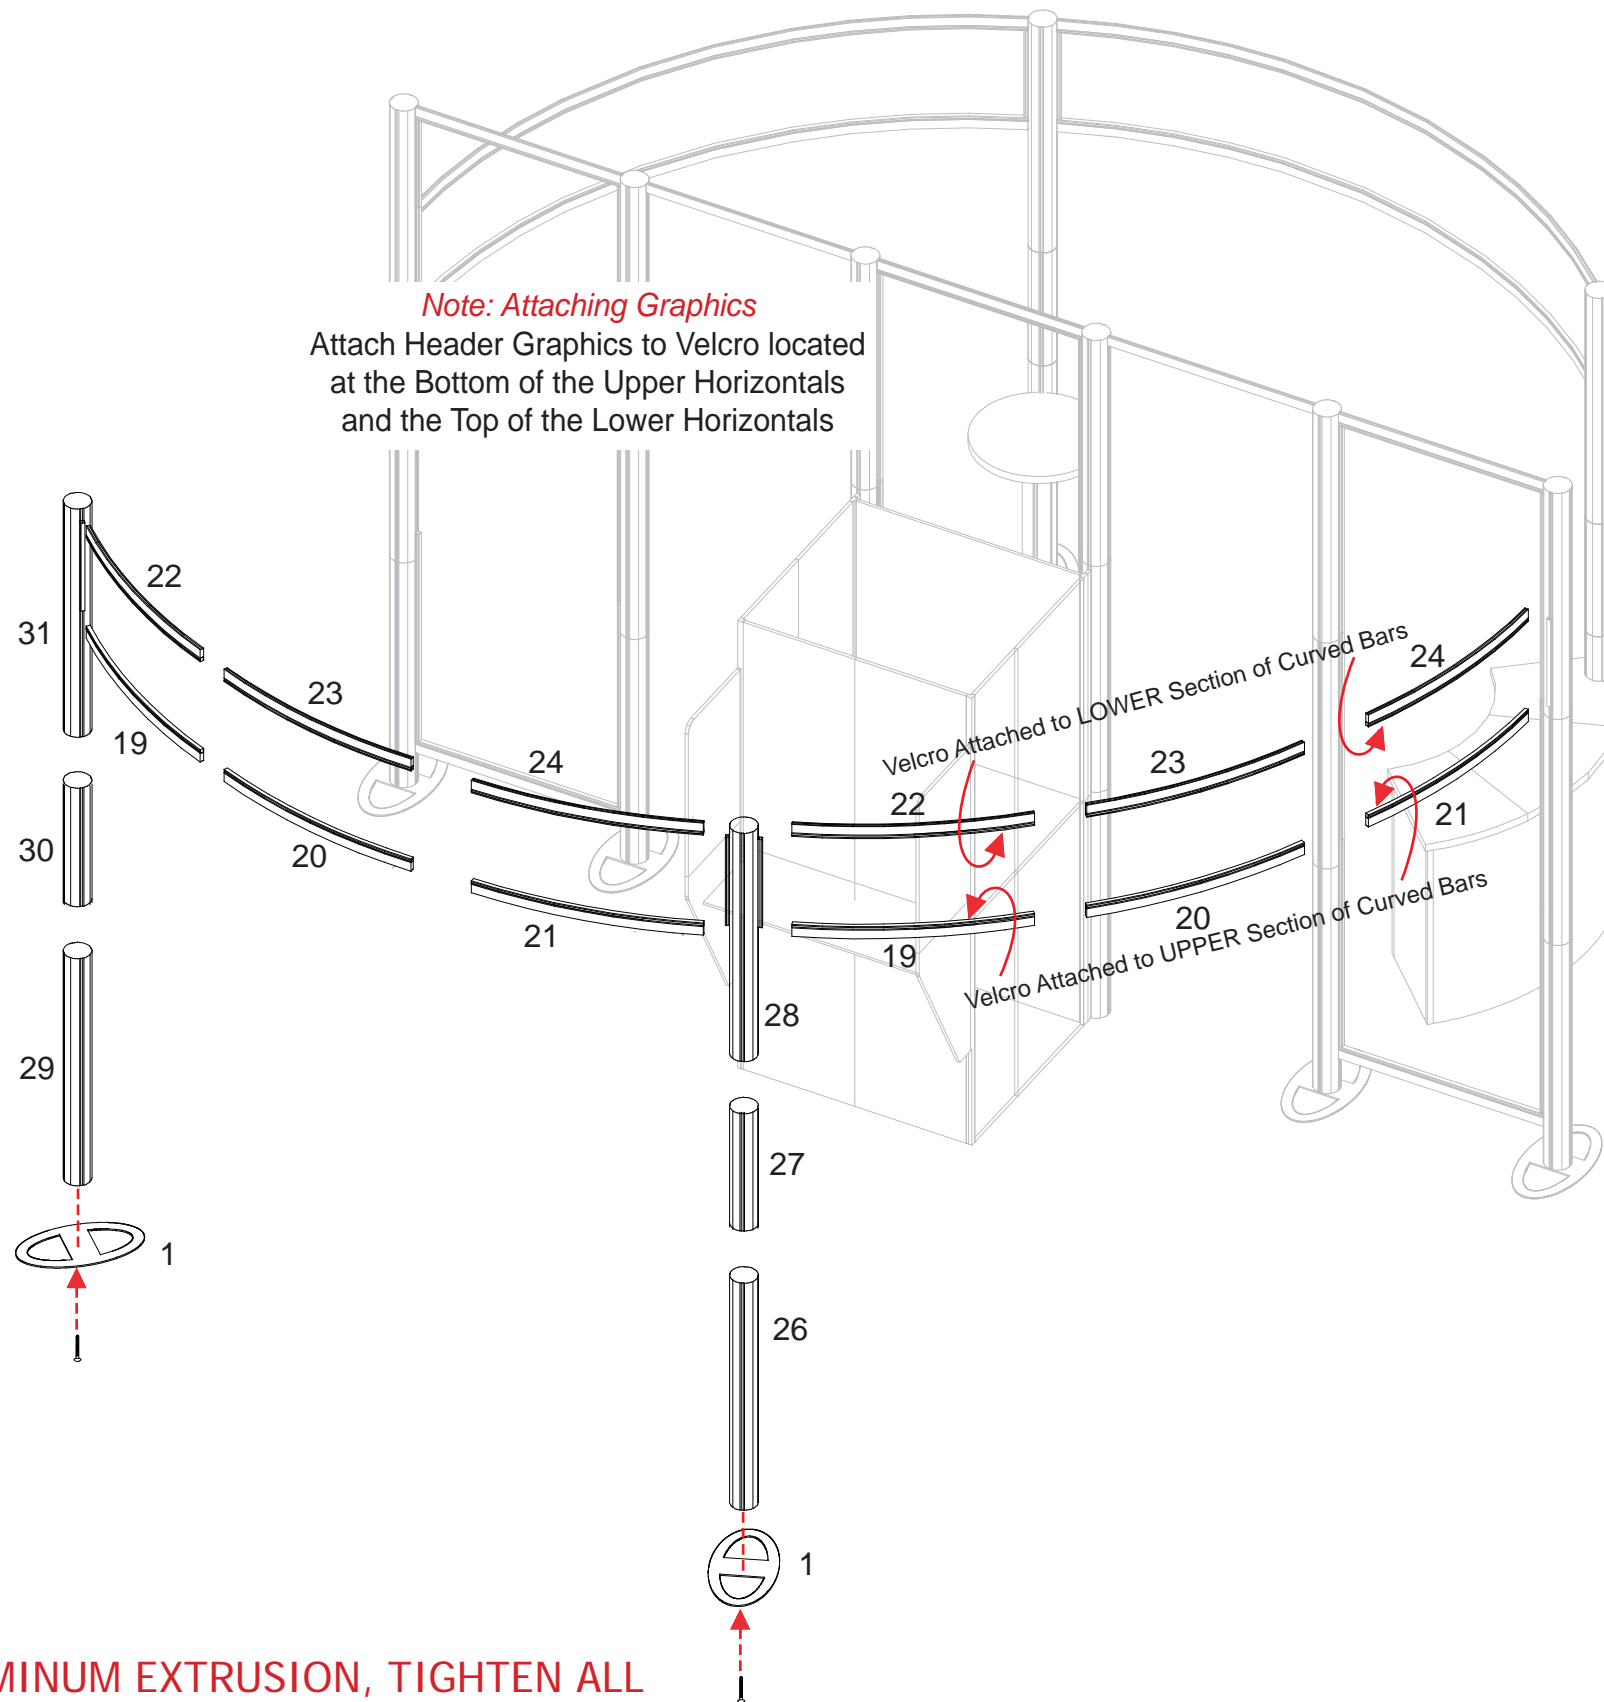 Note: Attaching Graphics
Attach Header Graphics to Velcro located
at the Bottom of the Upper Horizontals
and the Top of the Lower Horizontals
22
31
23
19
24
30
20
21
29
1
Velcro Attached to LOWER Section of Curved Bars
24
23
22
21
20
19
Velcro Attached to UPPER Section of Curved Bars
28
27
26
1
EXTRUSION, TIGHTEN ALL